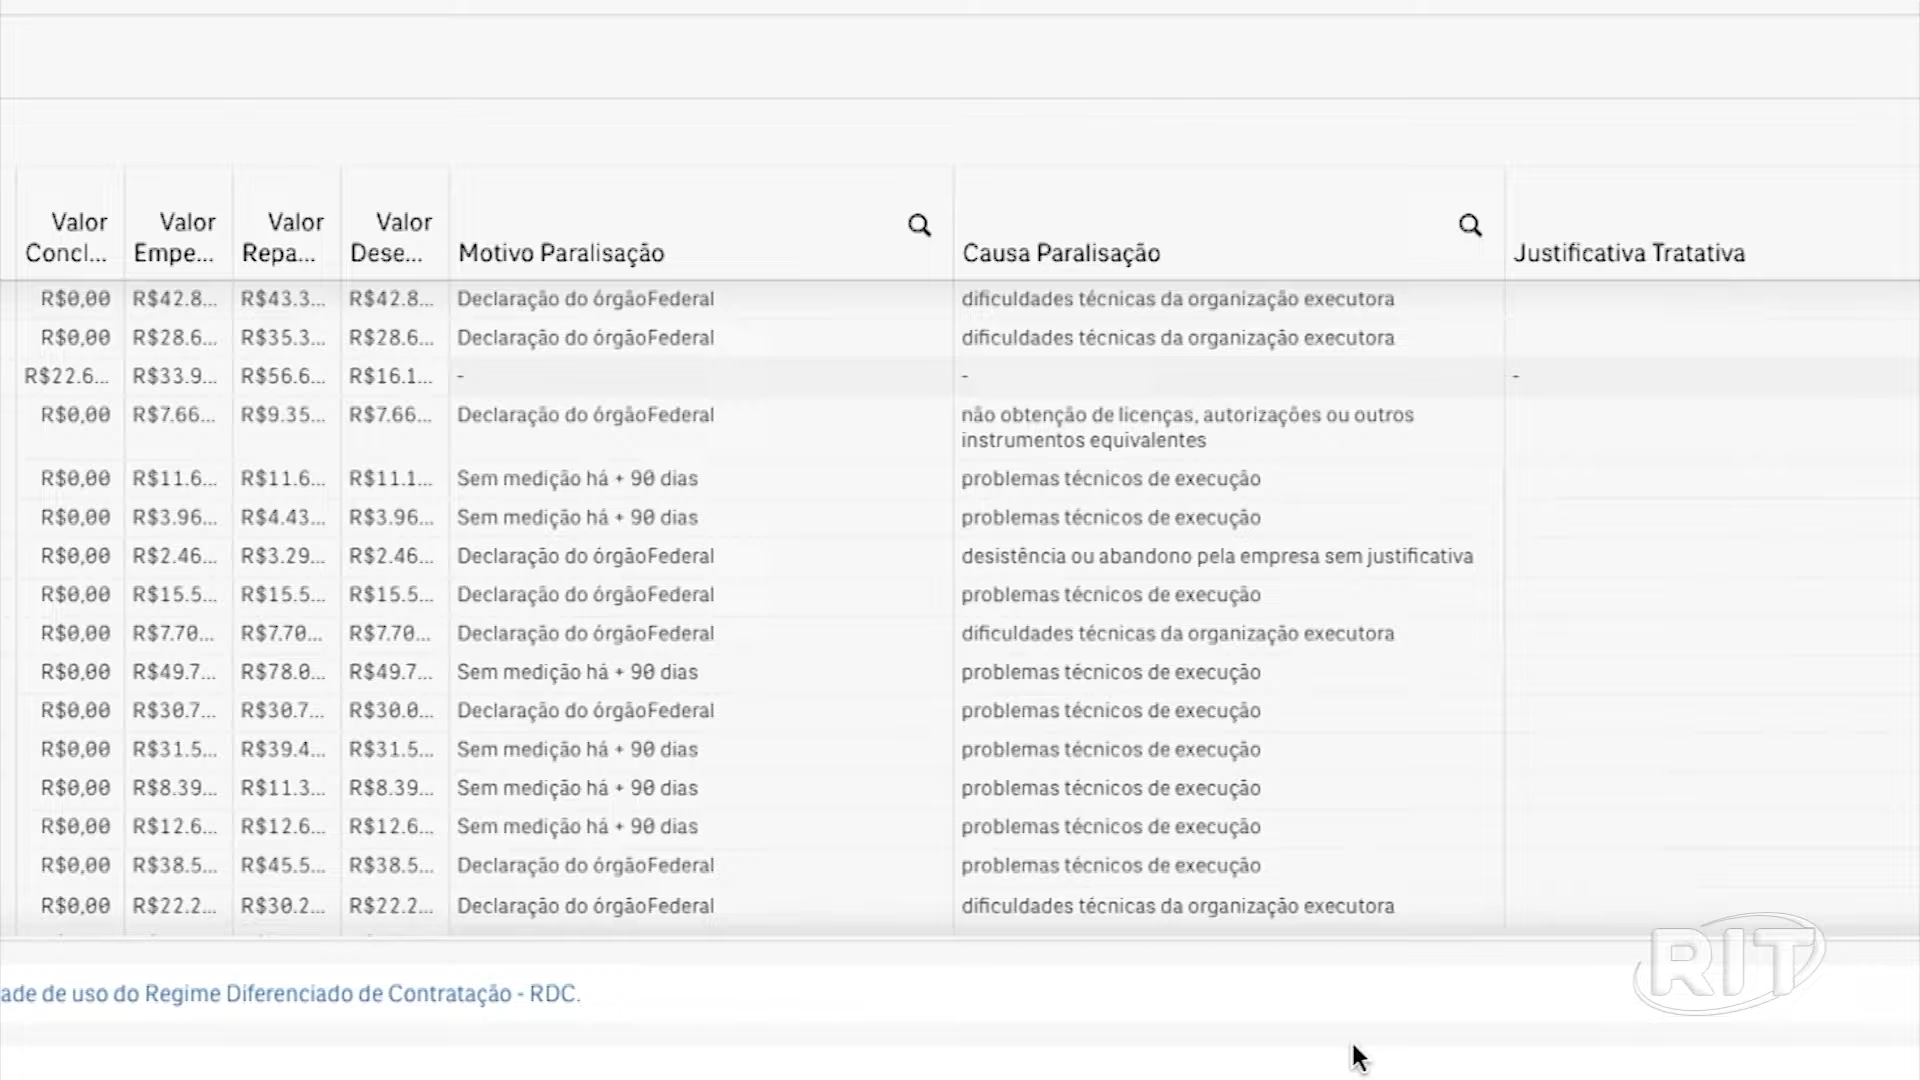 Valor Concl... Valor Empe... Valor Repa... Valor Dese... Motivo Paralisação Causa Paralisação Justificativa Tratativa
R$0,00 R$42.8... R$43.3... R$42.8... Declaração do órgãoFederal dificuldades técnicas da organização executora
R$0,00 R$28.6... R$35.3... R$28.6... Declaração do órgãoFederal dificuldades técnicas da organização executora
R$22.6... R$33.9... R$56.6... R$16.1... - - -
R$0,00 R$7.66... R$9.35... R$7.66... Declaração do órgãoFederal não obtenção de licenças, autorizações ou outros
instrumentos equivalentes
R$0,00 R$11.6... R$11.6... R$11.1... Sem medição há + 90 dias problemas técnicos de execução
R$0,00 R$3.96... R$4.43... R$3.96... Sem medição há + 90 dias problemas técnicos de execução
R$0,00 R$2.46... R$3.29... R$2.46... Declaração do órgãoFederal desistência ou abandono pela empresa sem justificativa
R$0,00 R$15.5... R$15.5... R$15.5... Declaração do órgãoFederal problemas técnicos de execução
R$0,00 R$7.70... R$7.70... R$7.70... Declaração do órgãoFederal dificuldades técnicas da organização executora
R$0,00 R$49.7... R$78.0... R$49.7... Sem medição há + 90 dias problemas técnicos de execução
R$0,00 R$30.7... R$30.7... R$30.0... Declaração do órgãoFederal problemas técnicos de execução
R$0,00 R$31.5... R$39.4... R$31.5... Sem medição há + 90 dias problemas técnicos de execução
R$0,00 R$8.39... R$11.3... R$8.39... Sem medição há + 90 dias problemas técnicos de execução
R$0,00 R$12.6... R$12.6... R$12.6... Sem medição há + 90 dias problemas técnicos de execução
R$0,00 R$38.5... R$45.5... R$38.5... Declaração do órgãoFederal problemas técnicos de execução
R$0,00 R$22.2... R$30.2... R$22.2... Declaração do órgãoFederal dificuldades técnicas da organização executora
ade de uso do Regime Diferenciado de Contratação - RDC.
RIT